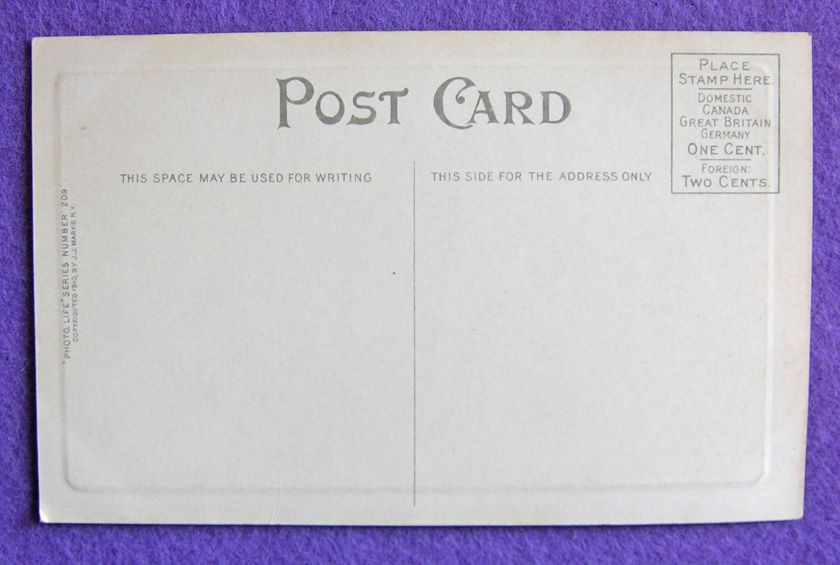 POST CARD
PLACE
STAMP HERE.
DOMESTIC
CANADA
GREAT BRITAIN
GERMANY
ONE CENT.
FOREIGN:
TWO CENTS.
THIS SPACE MAY BE USED FOR WRITING
THIS SIDE FOR THE ADDRESS ONLY
"PHOTO LIFE" SERIES NUMBER 209
COPYRIGHTED 1910, BY J. J. MARKS N.Y.